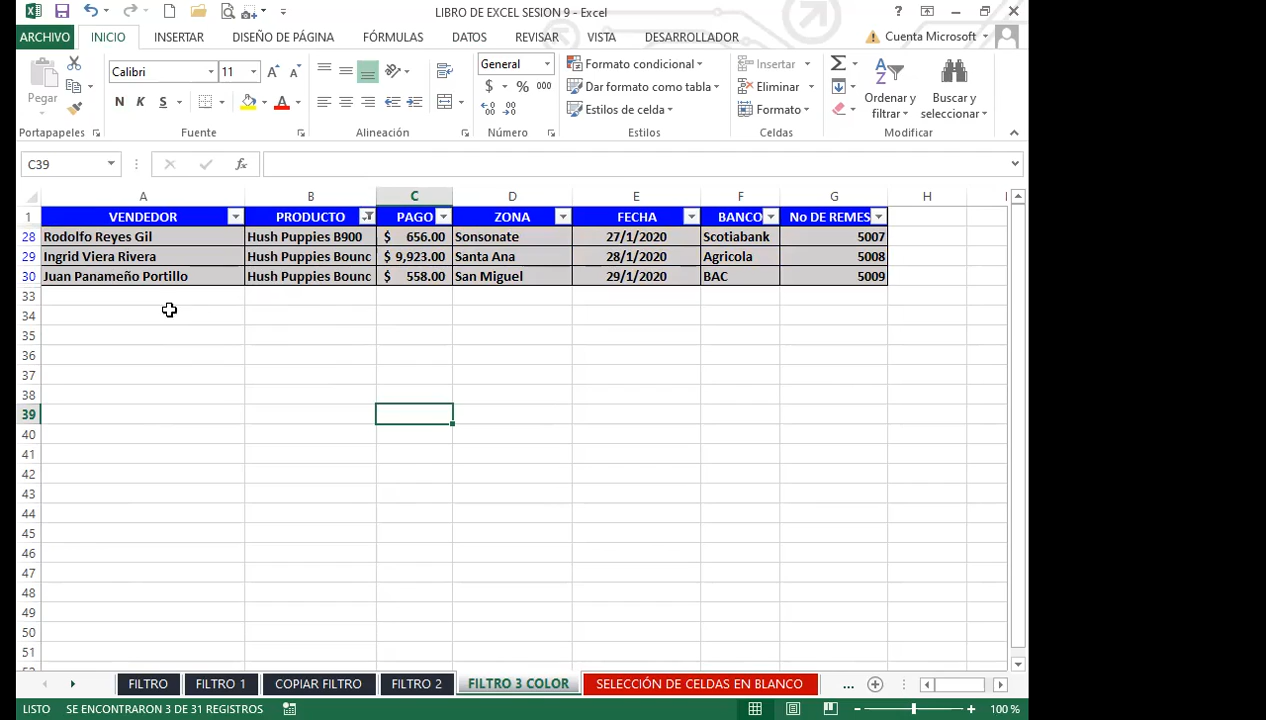 LIBRO DE EXCEL SESION 9 - Excel
ARCHIVO INICIO INSERTAR DISEÑO DE PÁGINA FÓRMULAS DATOS REVISAR VISTA DESARROLLADOR Cuenta Microsoft
Calibri 11 General Formato condicional Insertar
Pegar Dar formato como tabla Eliminar Ordenar y filtrar Buscar y seleccionar
N K S $ % 000 Estilos de celda Formato
Portapapeles Fuente Alineación Número Estilos Celdas Modificar
C39 fx
A B C D E F G H I
1 VENDEDOR PRODUCTO PAGO ZONA FECHA BANCO No DE REMES
28 Rodolfo Reyes Gil Hush Puppies B900 $ 656.00 Sonsonate 27/1/2020 Scotiabank 5007
29 Ingrid Viera Rivera Hush Puppies Bounc $ 9,923.00 Santa Ana 28/1/2020 Agricola 5008
30 Juan Panameño Portillo Hush Puppies Bounc $ 558.00 San Miguel 29/1/2020 BAC 5009
33
34
35
36
37
38
39
40
41
42
43
44
45
46
47
48
49
50
51
FILTRO FILTRO 1 COPIAR FILTRO FILTRO 2 FILTRO 3 COLOR SELECCIÓN DE CELDAS EN BLANCO ...
LISTO SE ENCONTRARON 3 DE 31 REGISTROS 100 %